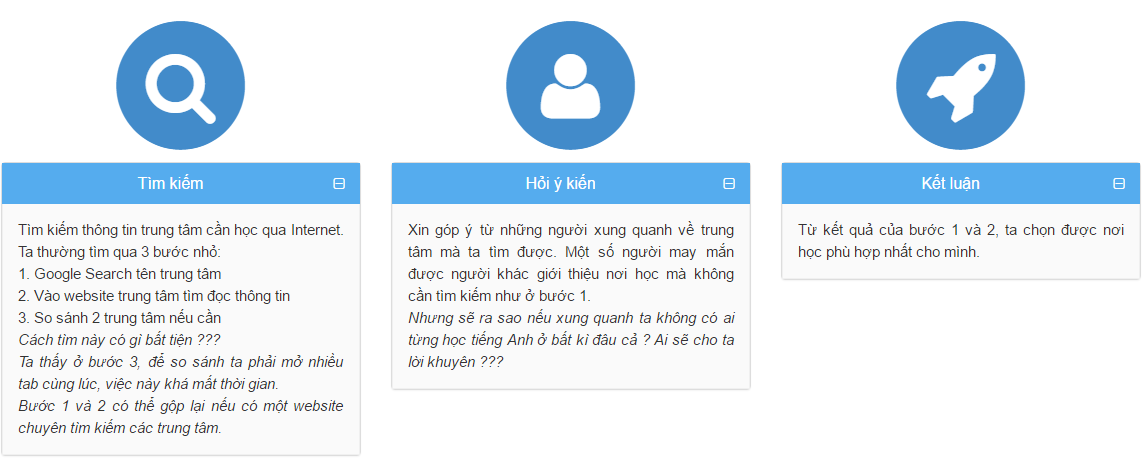 Tìm kiếm
Tìm kiếm thông tin trung tâm cần học qua Internet.
Ta thường tìm qua 3 bước nhỏ:
1. Google Search tên trung tâm
2. Vào website trung tâm tìm đọc thông tin
3. So sánh 2 trung tâm nếu cần
Cách tìm này có gì bất tiện ???
Ta thấy ở bước 3, để so sánh ta phải mở nhiều
tab cùng lúc, việc này khá mất thời gian.
Bước 1 và 2 có thể gộp lại nếu có một website
chuyên tìm kiếm các trung tâm.
Hỏi ý kiến
Xin góp ý từ những người xung quanh về trung
tâm mà ta tìm được. Một số người may mắn
được người khác giới thiệu nơi học mà không
cần tìm kiếm như ở bước 1.
Nhưng sẽ ra sao nếu xung quanh ta không có ai
từng học tiếng Anh ở bất kì đâu cả ? Ai sẽ cho ta
lời khuyên ???
Kết luận
Từ kết quả của bước 1 và 2, ta chọn được nơi
học phù hợp nhất cho mình.